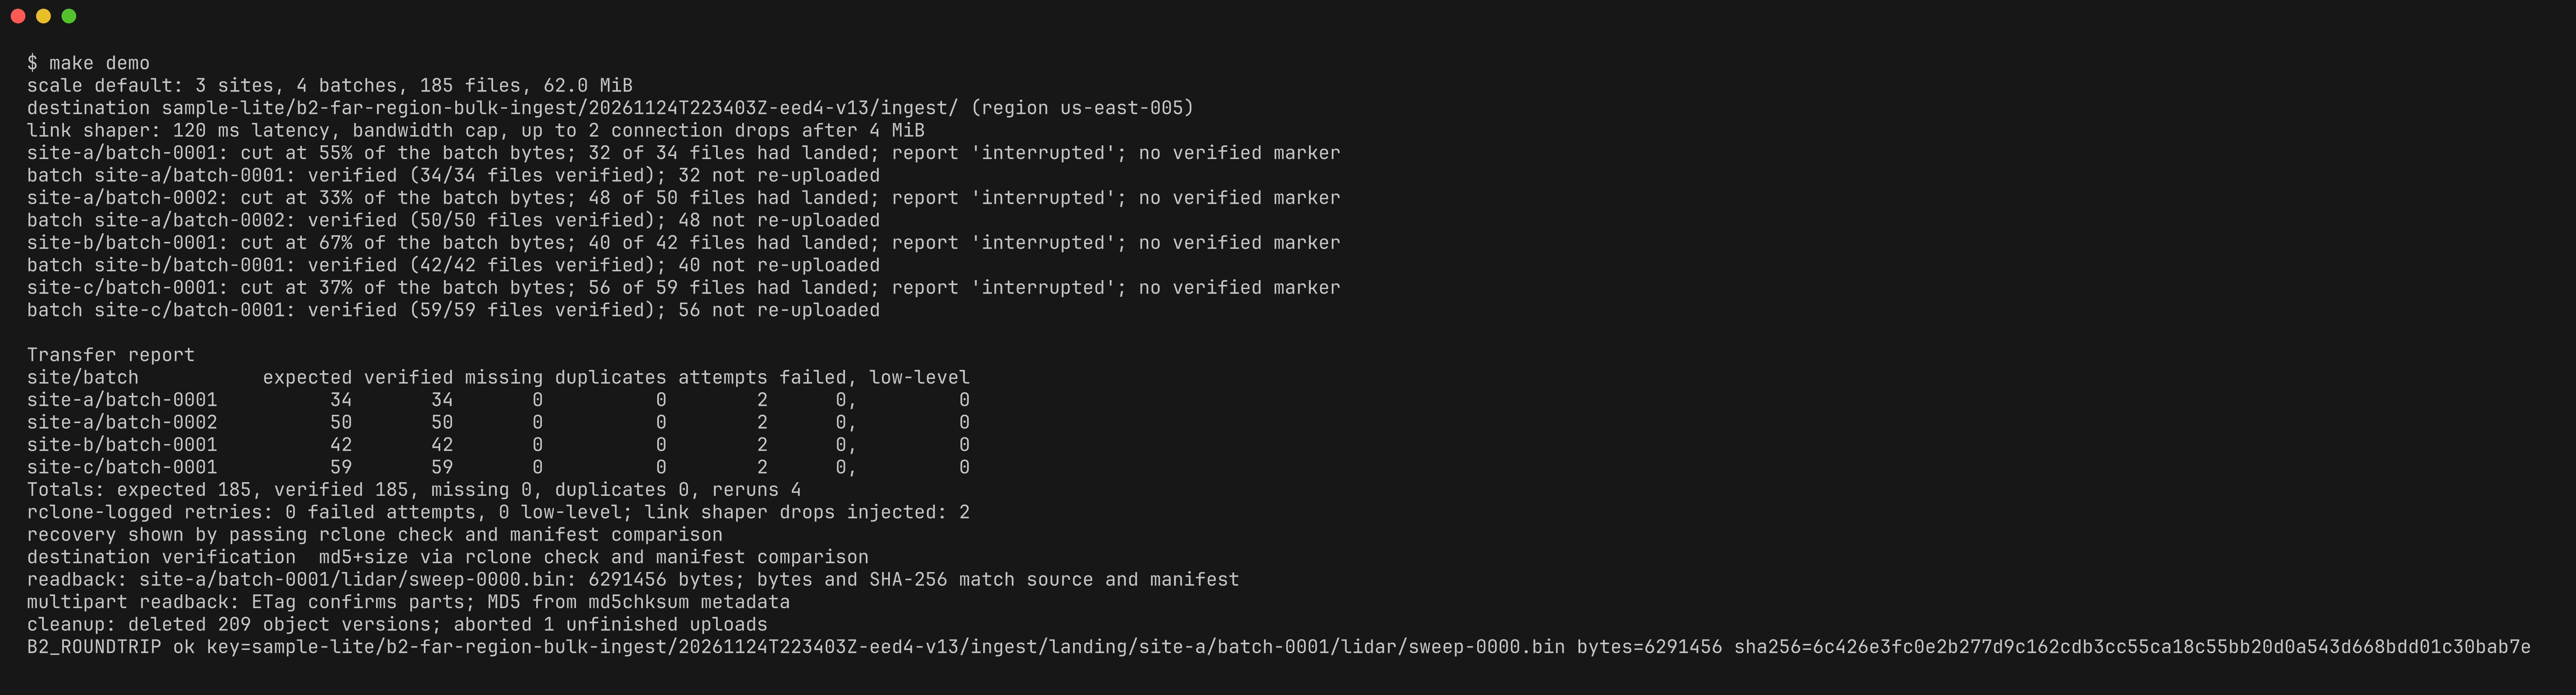 $ make demo
scale default: 3 sites, 4 batches, 185 files, 62.0 MiB
destination sample-lite/b2-far-region-bulk-ingest/20261124T223403Z-eed4-v13/ingest/ (region us-east-005)
link shaper: 120 ms latency, bandwidth cap, up to 2 connection drops after 4 MiB
site-a/batch-0001: cut at 55% of the batch bytes; 32 of 34 files had landed; report 'interrupted'; no verified marker
batch site-a/batch-0001: verified (34/34 files verified); 32 not re-uploaded
site-a/batch-0002: cut at 33% of the batch bytes; 48 of 50 files had landed; report 'interrupted'; no verified marker
batch site-a/batch-0002: verified (50/50 files verified); 48 not re-uploaded
site-b/batch-0001: cut at 67% of the batch bytes; 40 of 42 files had landed; report 'interrupted'; no verified marker
batch site-b/batch-0001: verified (42/42 files verified); 40 not re-uploaded
site-c/batch-0001: cut at 37% of the batch bytes; 56 of 59 files had landed; report 'interrupted'; no verified marker
batch site-c/batch-0001: verified (59/59 files verified); 56 not re-uploaded

Transfer report
site/batch           expected verified missing duplicates attempts failed, low-level
site-a/batch-0001          34       34       0          0        2      0,         0
site-a/batch-0002          50       50       0          0        2      0,         0
site-b/batch-0001          42       42       0          0        2      0,         0
site-c/batch-0001          59       59       0          0        2      0,         0
Totals: expected 185, verified 185, missing 0, duplicates 0, reruns 4
rclone-logged retries: 0 failed attempts, 0 low-level; link shaper drops injected: 2
recovery shown by passing rclone check and manifest comparison
destination verification  md5+size via rclone check and manifest comparison
readback: site-a/batch-0001/lidar/sweep-0000.bin: 6291456 bytes; bytes and SHA-256 match source and manifest
multipart readback: ETag confirms parts; MD5 from md5chksum metadata
cleanup: deleted 209 object versions; aborted 1 unfinished uploads
B2_ROUNDTRIP ok key=sample-lite/b2-far-region-bulk-ingest/20261124T223403Z-eed4-v13/ingest/landing/site-a/batch-0001/lidar/sweep-0000.bin bytes=6291456 sha256=6c426e3fc0e2b277d9c162cdb3cc55ca18c55bb20d0a543d668bdd01c30bab7e